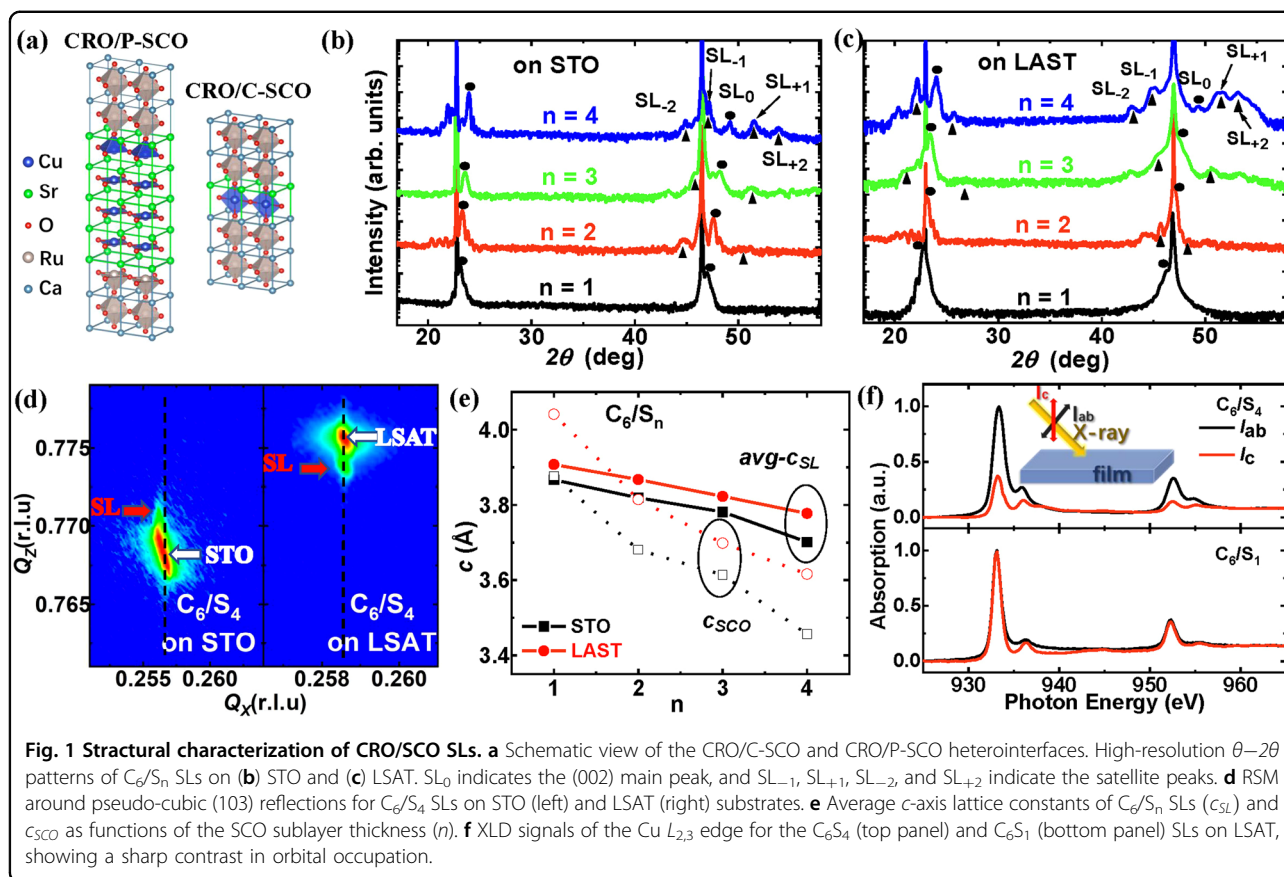 (a)
CRO/P-SCO
CRO/C-SCO
Cu
Sr
O
Ru
Ca
(b)
on STO
SL₋₁
SL₀
SL₊₁
SL₋₂
SL₊₂
n = 4
n = 3
n = 2
n = 1
Intensity (arb. units)
20 30 40 50
2θ (deg)
(c)
on LAST
SL₋₂
SL₋₁
SL₀
SL₊₁
SL₊₂
n = 4
n = 3
n = 2
n = 1
20 30 40 50
2θ (deg)
(d)
0.775
0.770
0.765
Q_Z(r.l.u)
SL
STO
C₆/S₄
on STO
SL
LSAT
C₆/S₄
on LSAT
0.255 0.260 0.258 0.260
Q_X(r.l.u)
(e)
C₆/Sₙ
4.0
3.8
3.6
3.4
c (Å)
avg-c_SL
c_SCO
STO
LAST
1 2 3 4
n
(f)
I_c
I_ab
X-ray
film
C₆/S₄
I_ab
I_c
1.0
0.5
0.0
C₆/S₁
1.0
0.5
0.0
Absorption (a.u.)
930 940 950 960
Photon Energy (eV)
Fig. 1 Stractural characterization of CRO/SCO SLs. a Schematic view of the CRO/C-SCO and CRO/P-SCO heterointerfaces. High-resolution θ–2θ
patterns of C₆/Sₙ SLs on (b) STO and (c) LSAT. SL₀ indicates the (002) main peak, and SL₋₁, SL₊₁, SL₋₂, and SL₊₂ indicate the satellite peaks. d RSM
around pseudo-cubic (103) reflections for C₆/S₄ SLs on STO (left) and LSAT (right) substrates. e Average c-axis lattice constants of C₆/Sₙ SLs (c_SL) and
c_SCO as functions of the SCO sublayer thickness (n). f XLD signals of the Cu L₂,₃ edge for the C₆S₄ (top panel) and C₆S₁ (bottom panel) SLs on LSAT,
showing a sharp contrast in orbital occupation.